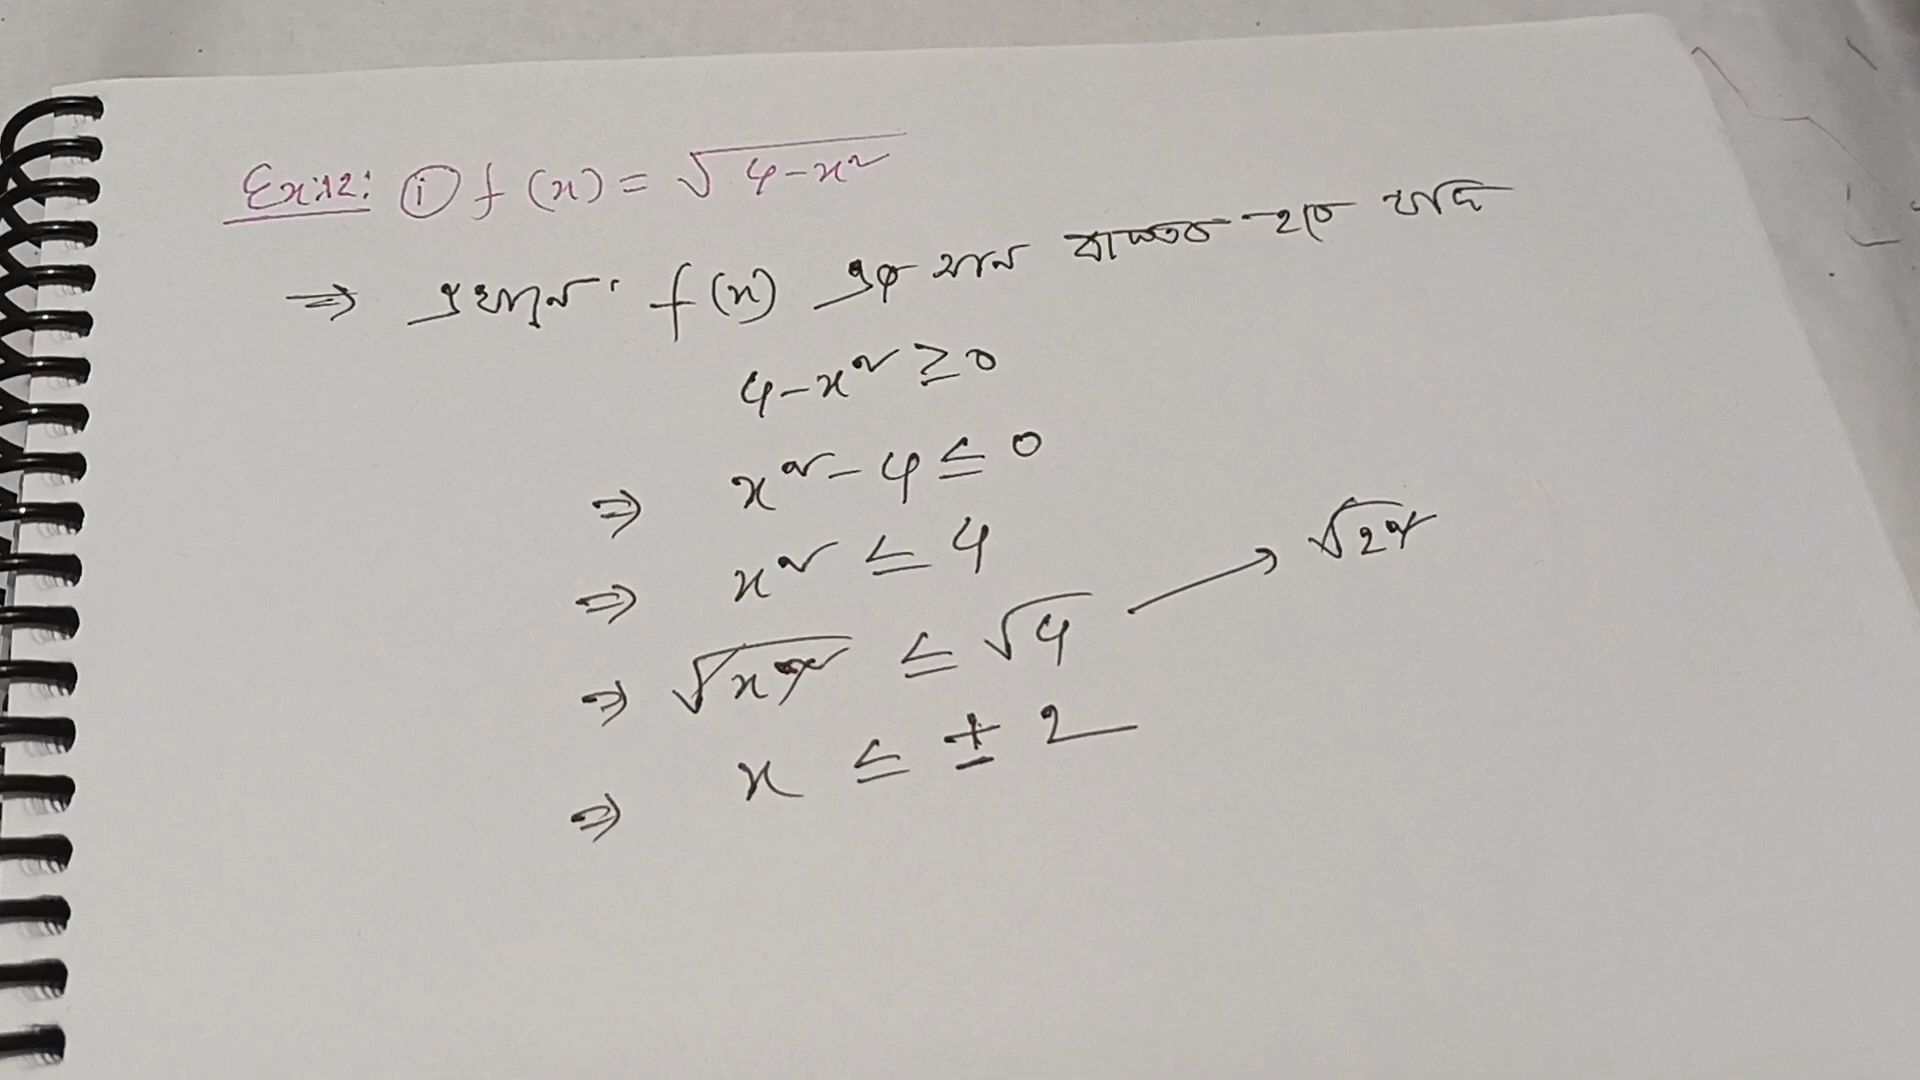 Ex:12: ⓘ f(x) = √4-x²
⇒ এখানে, f(x) এর মান বাস্তব হবে যদি
4-x² ≥ 0
⇒ x² - 4 ≤ 0
⇒ x² ≤ 4
⇒ √x² ≤ √4 → √2²
⇒ x ≤ ± 2